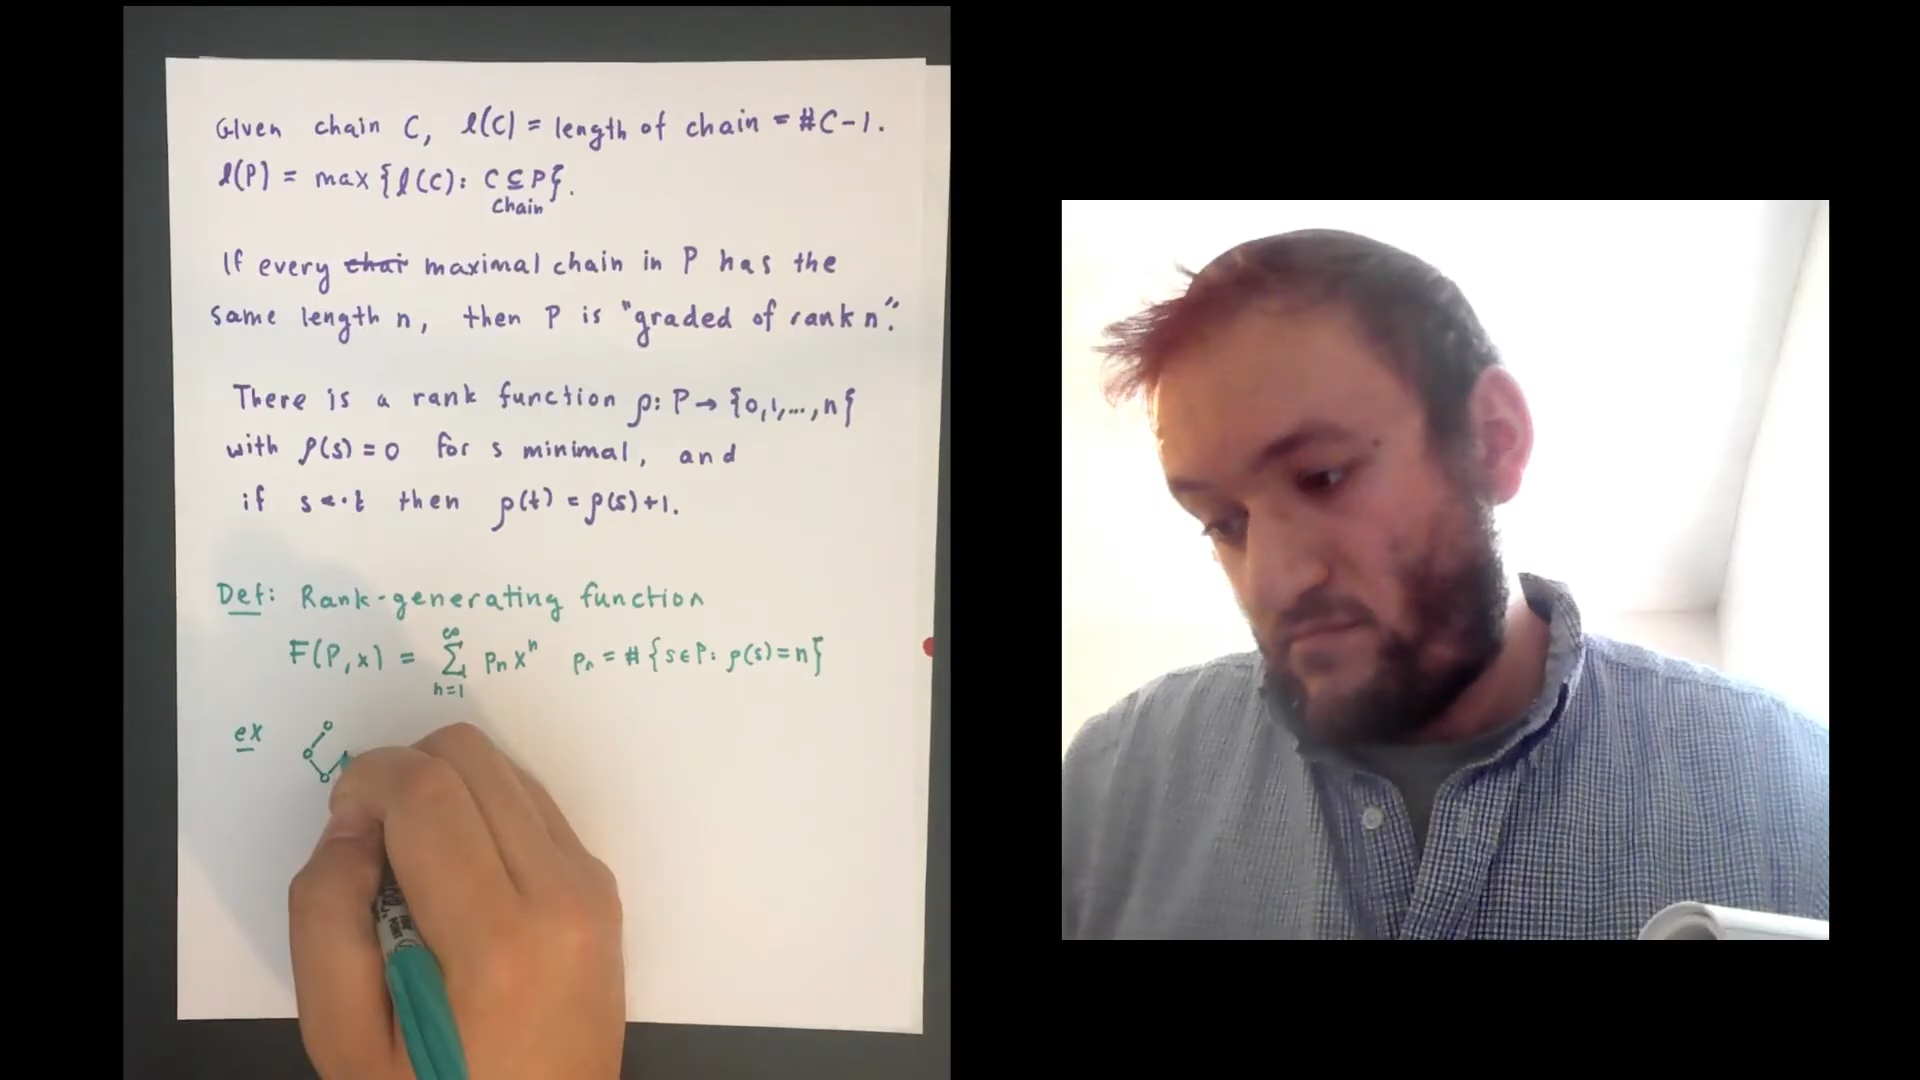 Given chain C, l(C) = length of chain = #C-1.
l(P) = max {l(C): C ⊆ P}.
chain
If every chai maximal chain in P has the
same length n, then P is "graded of rank n".
There is a rank function ρ: P → {0,1,...,n}
with ρ(s) = 0 for s minimal, and
if s <· t then ρ(t) = ρ(s)+1.
Def: Rank-generating function
F(P,x) = ∑_{n=1}^{∞} p_n x^n   p_n = # {s∈P: ρ(s)=n}
ex